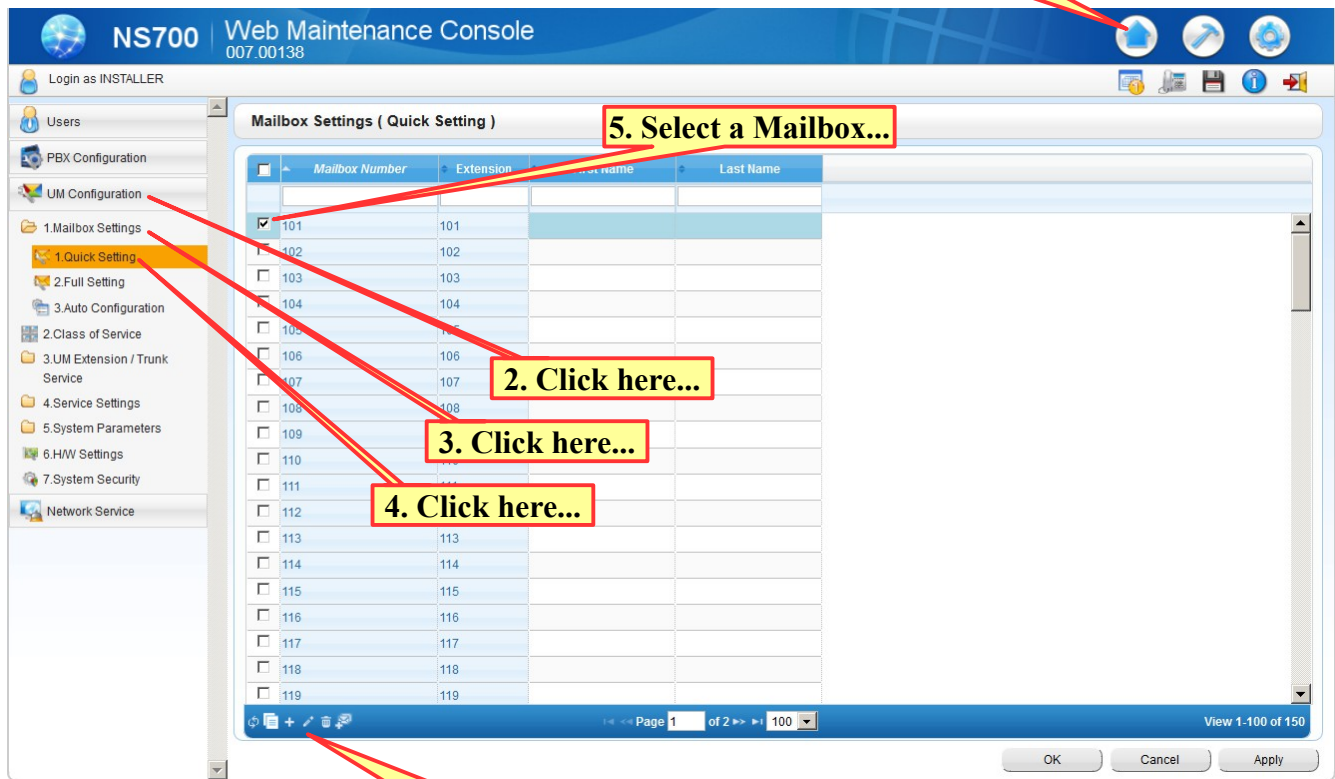 NS700
Web Maintenance Console
007.00138
Login as INSTALLER
Users
PBX Configuration
UM Configuration
1.Mailbox Settings
1.Quick Setting
2.Full Setting
3.Auto Configuration
2.Class of Service
3.UM Extension / Trunk
Service
4.Service Settings
5.System Parameters
6.H/W Settings
7.System Security
Network Service
Mailbox Settings ( Quick Setting )
5. Select a Mailbox...
Mailbox Number Extension Name Last Name
101 101
102 102
103 103
104 104
105
106 106
107 107
2. Click here...
108 108
109
3. Click here...
110
111
4. Click here...
112
113 113
114 114
115 115
116 116
117 117
118 118
119 119
Page 1 of 2 100 View 1-100 of 150
OK Cancel Apply